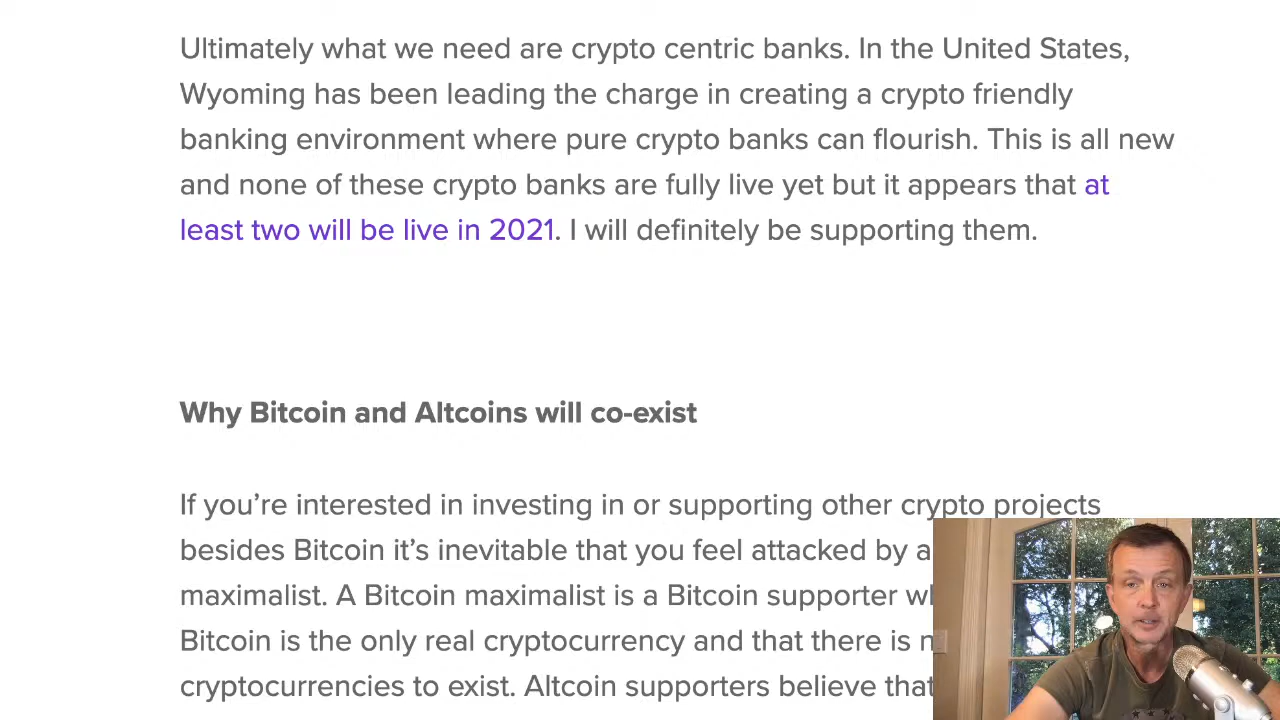 Ultimately what we need are crypto centric banks. In the United States,
Wyoming has been leading the charge in creating a crypto friendly
banking environment where pure crypto banks can flourish. This is all new
and none of these crypto banks are fully live yet but it appears that at
least two will be live in 2021. I will definitely be supporting them.
Why Bitcoin and Altcoins will co-exist
If you’re interested in investing in or supporting other crypto projects
besides Bitcoin it’s inevitable that you feel attacked by a
maximalist. A Bitcoin maximalist is a Bitcoin supporter
Bitcoin is the only real cryptocurrency and that there is
cryptocurrencies to exist. Altcoin supporters believe that